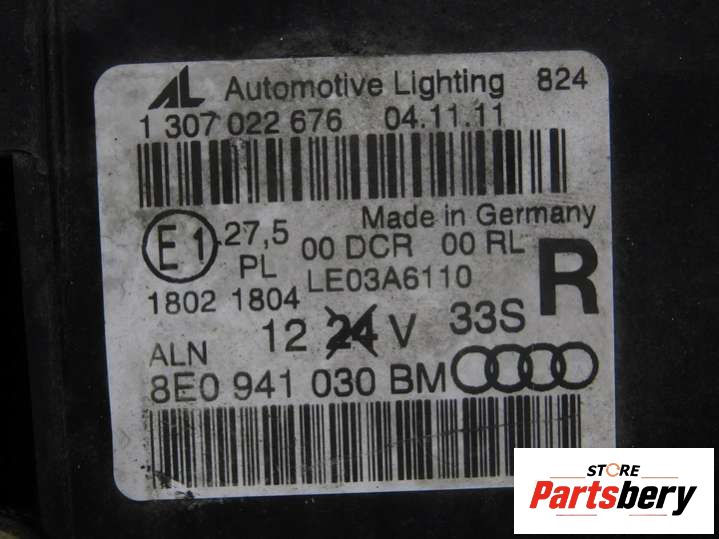 AL Automotive Lighting 824
1 307 022 676 04.11.11
Made in Germany
E1 27,5 00 DCR 00 RL R
PL LE03A6110
1802 1804
12 24 V 33S
ALN
8E0 941 030 BM
STORE
Partsbery